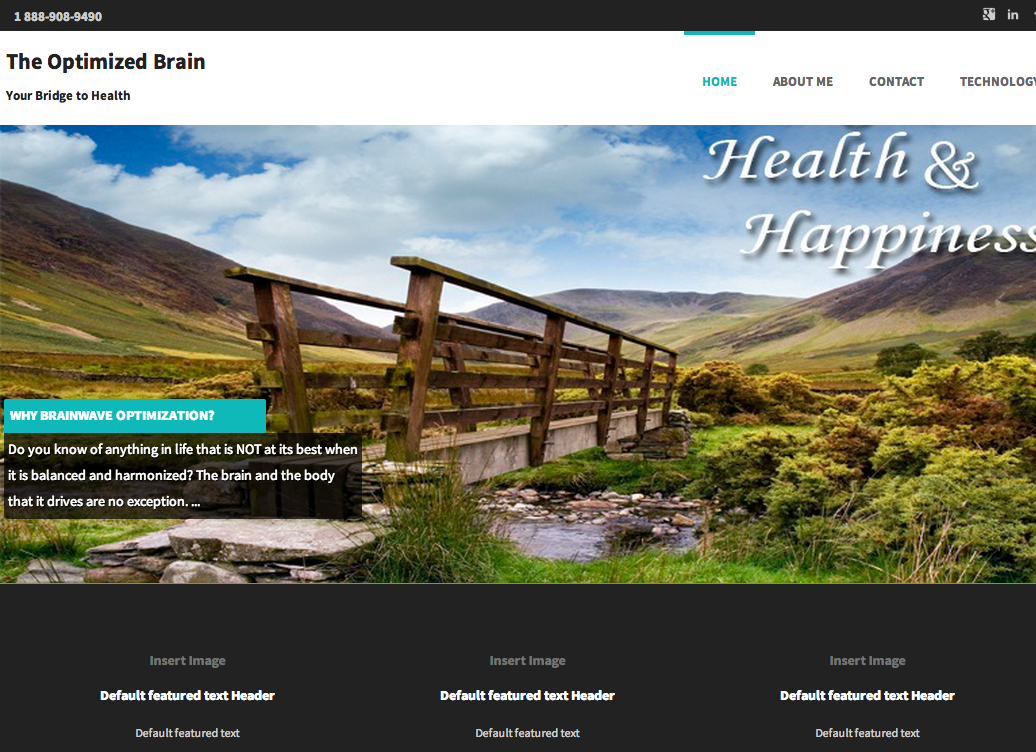 1 888-908-9490
in
The Optimized Brain
Your Bridge to Health
HOME ABOUT ME CONTACT TECHNOLOGY
Health &
Happiness
WHY BRAINWAVE OPTIMIZATION?
Do you know of anything in life that is NOT at its best when
it is balanced and harmonized? The brain and the body
that it drives are no exception. ...
Insert Image Insert Image Insert Image
Default featured text Header Default featured text Header Default featured text Header
Default featured text Default featured text Default featured text